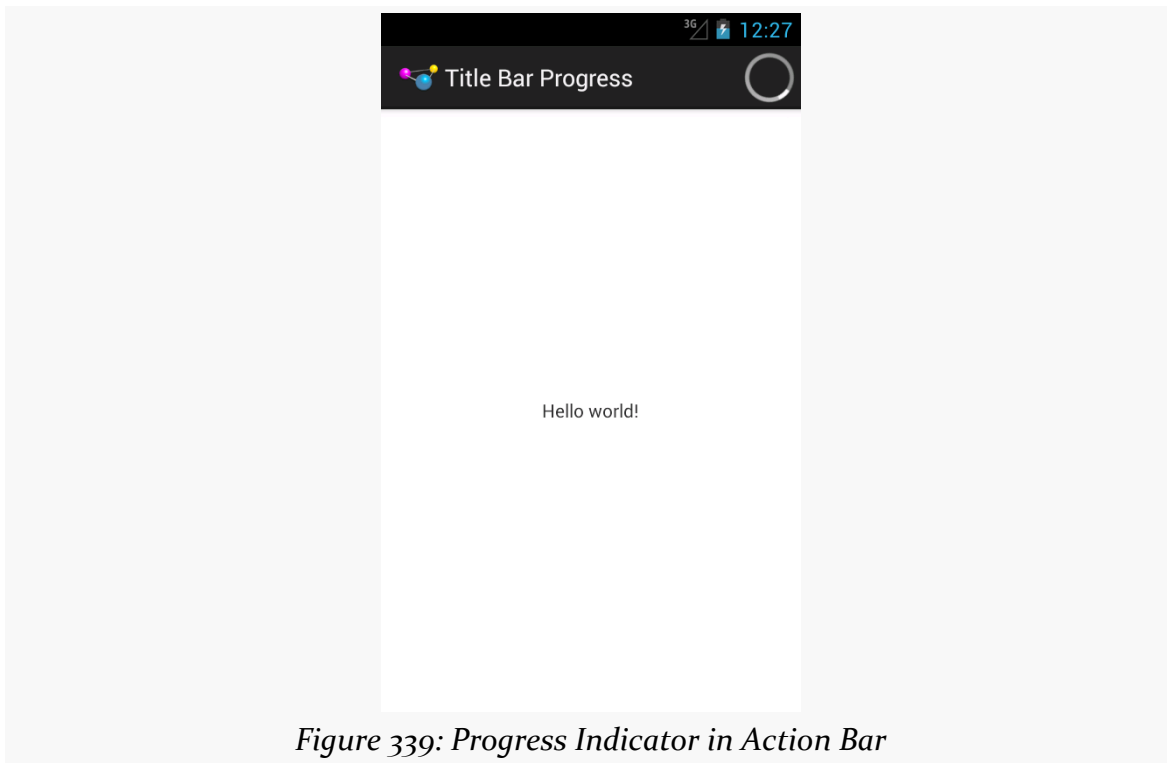 3G 12:27
Title Bar Progress
Hello world!
Figure 339: Progress Indicator in Action Bar